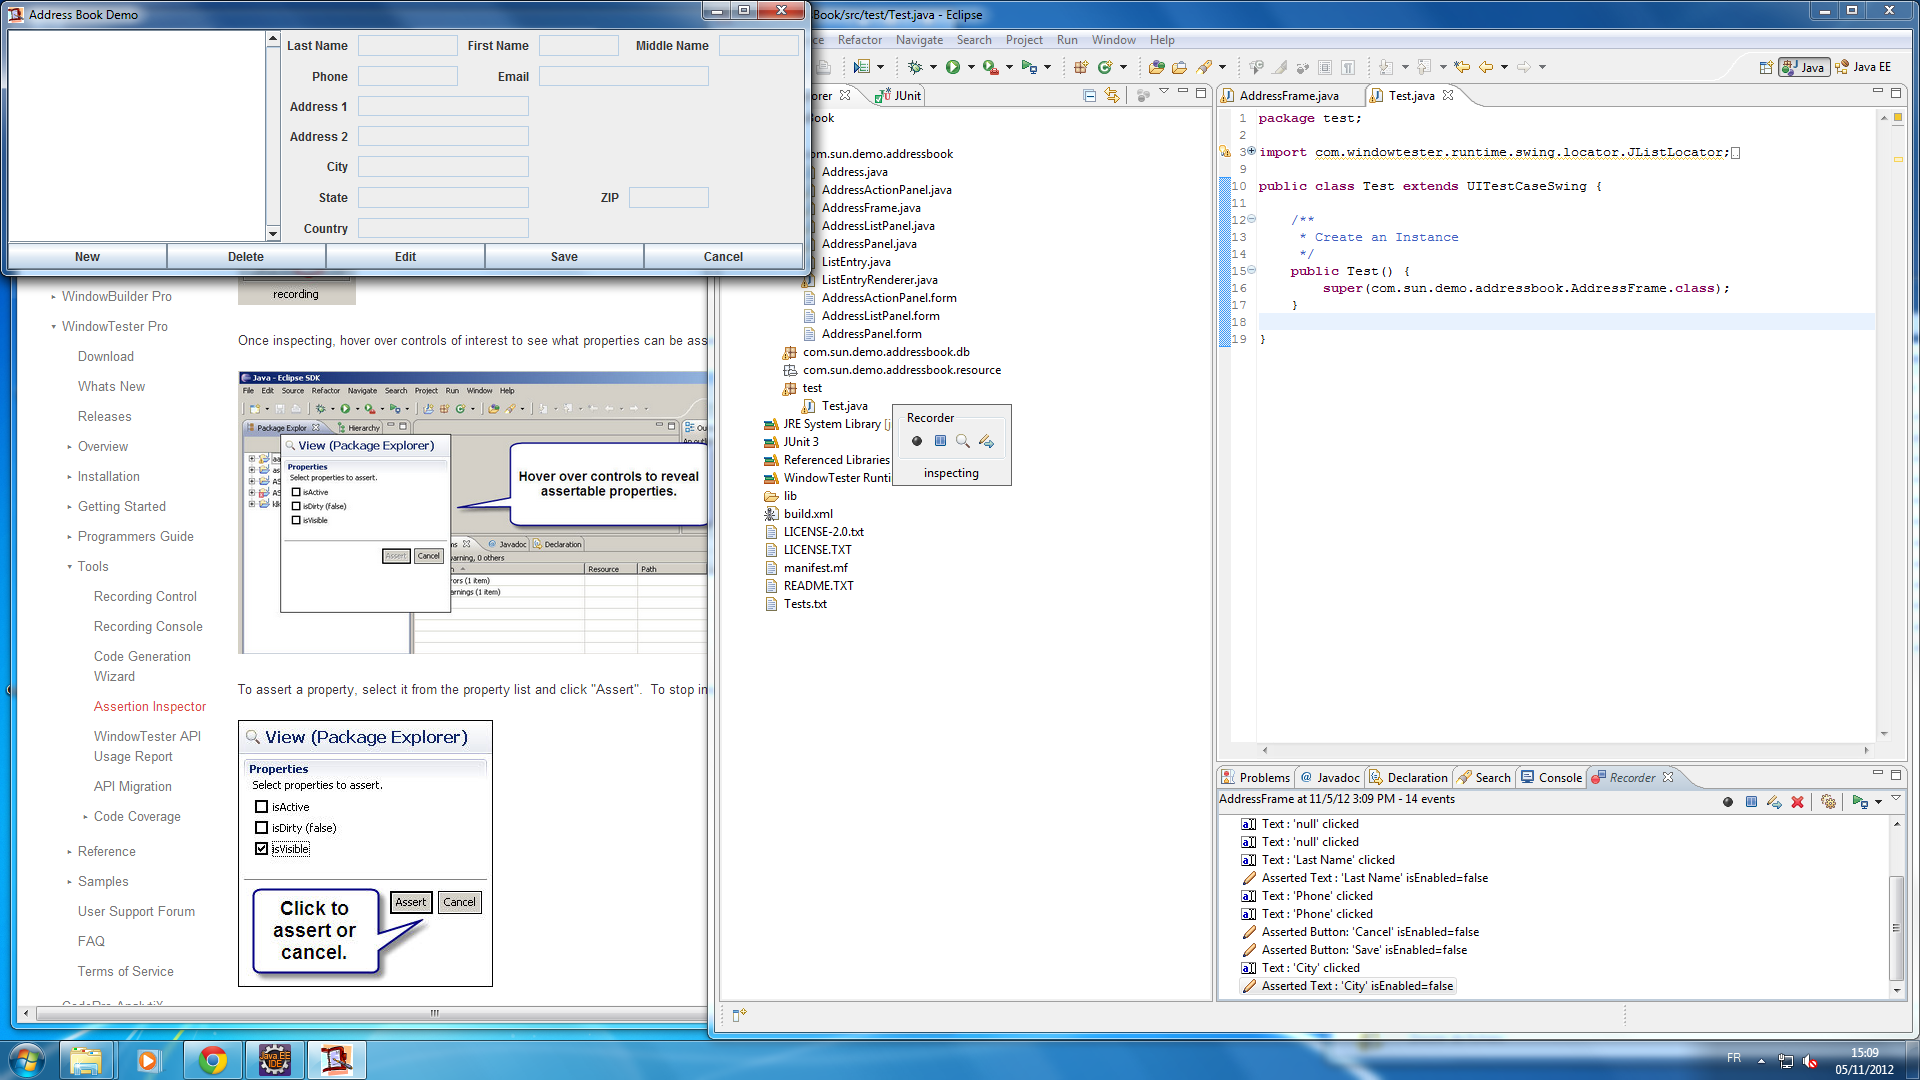 Address Book Demo
Last Name
First Name
Middle Name
Phone
Email
Address 1
Address 2
City
State
ZIP
Country
New
Delete
Edit
Save
Cancel
WindowBuilder Pro
WindowTester Pro
Download
Whats New
Releases
Overview
Installation
Getting Started
Programmers Guide
Tools
Recording Control
Recording Console
Code Generation
Wizard
Assertion Inspector
WindowTester API
Usage Report
API Migration
Code Coverage
Reference
Samples
User Support Forum
FAQ
Terms of Service
recording
Once inspecting, hover over controls of interest to see what properties can be ass
Java - Eclipse SDK
File Edit Source Refactor Navigate Search Project Run Window Help
Package Explor
Hierarchy
View (Package Explorer)
Properties
Select properties to assert.
isActive
isDirty (false)
isVisible
Assert
Cancel
Hover over controls to reveal
assertable properties.
Javadoc
Declaration
arning, 0 others
Resource
Path
rors (1 item)
arnings (1 item)
To assert a property, select it from the property list and click "Assert". To stop in
View (Package Explorer)
Properties
Select properties to assert.
isActive
isDirty (false)
isVisible
Assert
Cancel
Click to
assert or
cancel.
Book/src/test/Test.java - Eclipse
ce Refactor Navigate Search Project Run Window Help
Java
Java EE
orer
JUnit
Book
om.sun.demo.addressbook
Address.java
AddressActionPanel.java
AddressFrame.java
AddressListPanel.java
AddressPanel.java
ListEntry.java
ListEntryRenderer.java
AddressActionPanel.form
AddressListPanel.form
AddressPanel.form
com.sun.demo.addressbook.db
com.sun.demo.addressbook.resource
test
Test.java
JRE System Library [j
JUnit 3
Referenced Libraries
WindowTester Runti
lib
build.xml
LICENSE-2.0.txt
LICENSE.TXT
manifest.mf
README.TXT
Tests.txt
Recorder
inspecting
AddressFrame.java
Test.java
1 package test;
2
3 import com.windowtester.runtime.swing.locator.JListLocator;
9
10 public class Test extends UITestCaseSwing {
11
12 /**
13 * Create an Instance
14 */
15 public Test() {
16 super(com.sun.demo.addressbook.AddressFrame.class);
17 }
18
19 }
Problems
@ Javadoc
Declaration
Search
Console
Recorder
AddressFrame at 11/5/12 3:09 PM - 14 events
Text : 'null' clicked
Text : 'null' clicked
Text : 'Last Name' clicked
Asserted Text : 'Last Name' isEnabled=false
Text : 'Phone' clicked
Text : 'Phone' clicked
Asserted Button: 'Cancel' isEnabled=false
Asserted Button: 'Save' isEnabled=false
Text : 'City' clicked
Asserted Text : 'City' isEnabled=false
Java EE
IDE
FR
15:09
05/11/2012